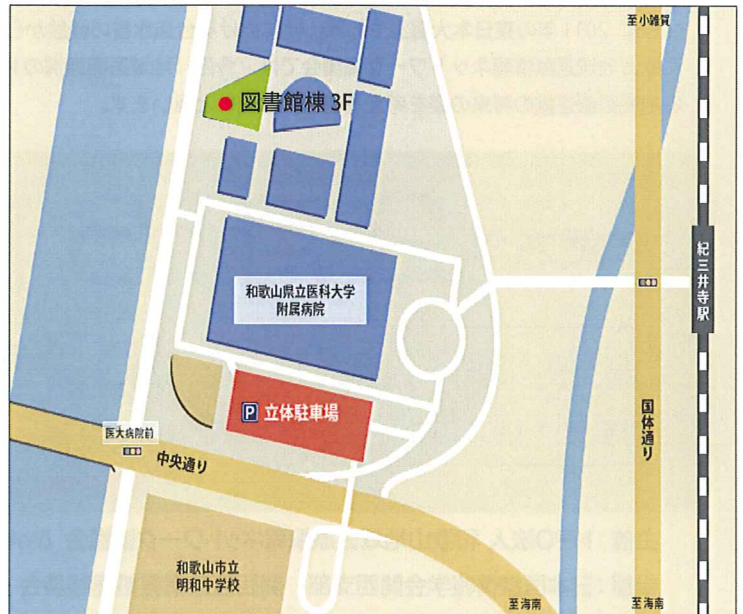 至小雑賀
図書館棟 3F
和歌山県立医科大学
附属病院
紀三井寺駅
P 立体駐車場
国体通り
医大病院前
中央通り
和歌山市立
明和中学校
至海南
至海南